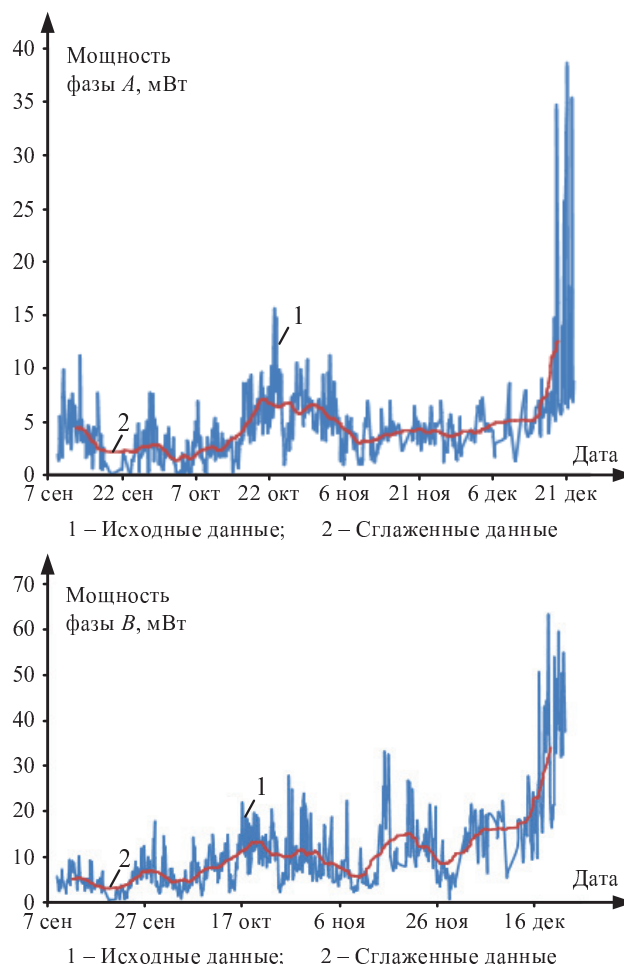 40
Мощность
фазы A, мВт
35
30
25
20
15
1
10
5
2
0
Дата
7 сен 22 сен 7 окт 22 окт 6 ноя 21 ноя 6 дек 21 дек
1 – Исходные данные; 2 – Сглаженные данные
70
Мощность
фазы B, мВт
60
50
40
30
1
20
10
2
0
Дата
7 сен 27 сен 17 окт 6 ноя 26 ноя 16 дек
1 – Исходные данные; 2 – Сглаженные данные